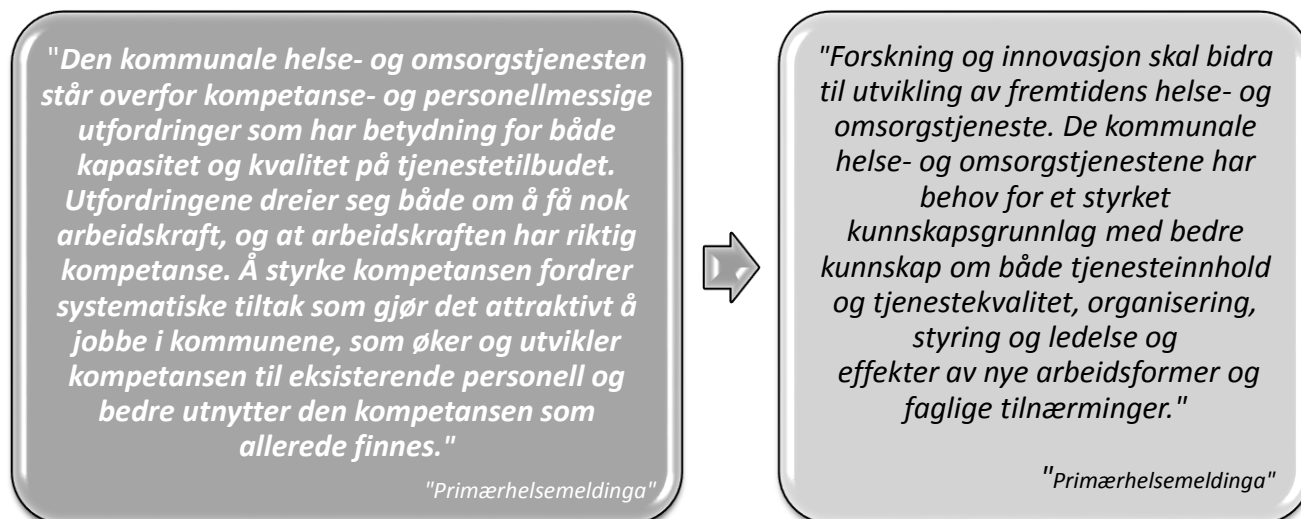 "Den kommunale helse- og omsorgstjenesten
står overfor kompetanse- og personellmessige
utfordringer som har betydning for både
kapasitet og kvalitet på tjenestetilbudet.
Utfordringene dreier seg både om å få nok
arbeidskraft, og at arbeidskraften har riktig
kompetanse. Å styrke kompetansen fordrer
systematiske tiltak som gjør det attraktivt å
jobbe i kommunene, som øker og utvikler
kompetansen til eksisterende personell og
bedre utnytter den kompetansen som
allerede finnes."
"Primærhelsemeldinga"
"Forskning og innovasjon skal bidra
til utvikling av fremtidens helse- og
omsorgstjeneste. De kommunale
helse- og omsorgstjenestene har
behov for et styrket
kunnskapsgrunnlag med bedre
kunnskap om både tjenesteinnhold
og tjenestekvalitet, organisering,
styring og ledelse og
effekter av nye arbeidsformer og
faglige tilnærminger."
"Primærhelsemeldinga"